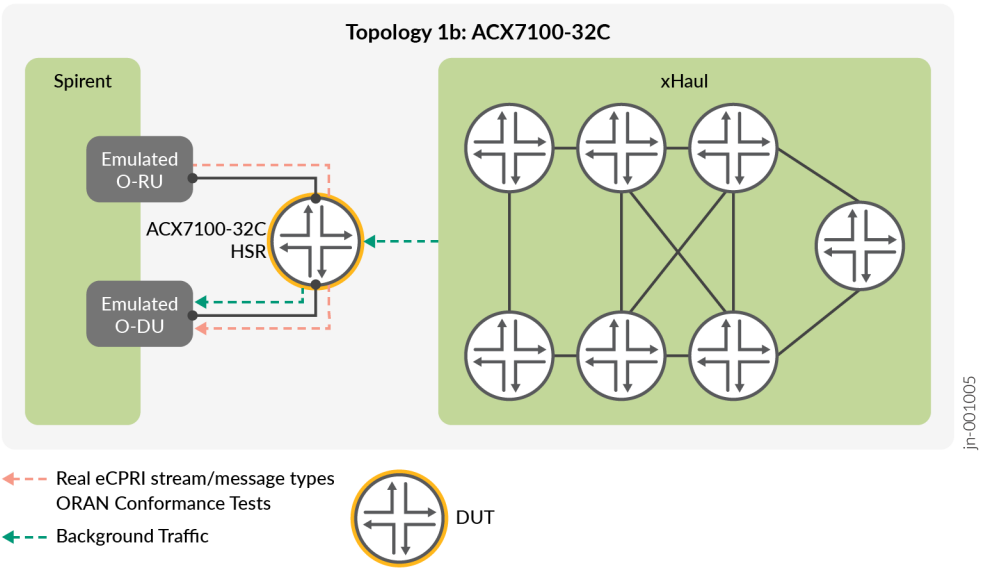 Topology 1b: ACX7100-32C
Spirent
xHaul
Emulated
O-RU
ACX7100-32C
HSR
Emulated
O-DU
jn-001005
Real eCPRI stream/message types
ORAN Conformance Tests
Background Traffic
DUT